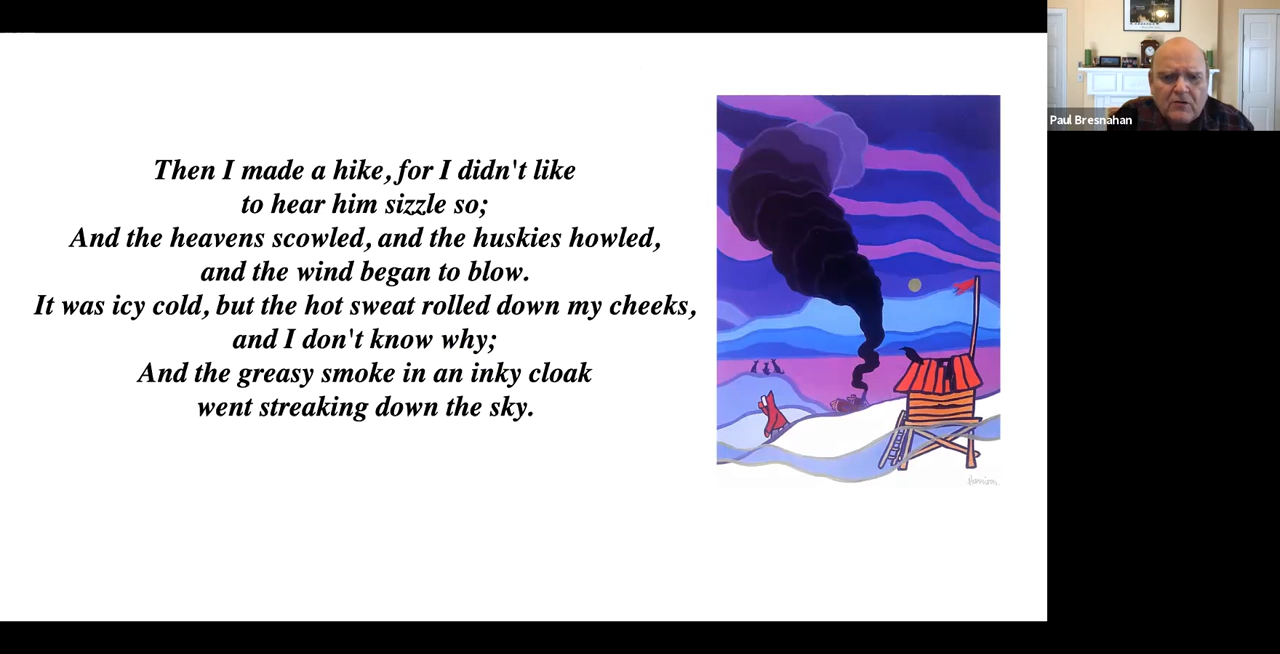 Then I made a hike, for I didn't like
to hear him sizzle so;
And the heavens scowled, and the huskies howled,
and the wind began to blow.
It was icy cold, but the hot sweat rolled down my cheeks,
and I don't know why;
And the greasy smoke in an inky cloak
went streaking down the sky.
Paul Bresnahan